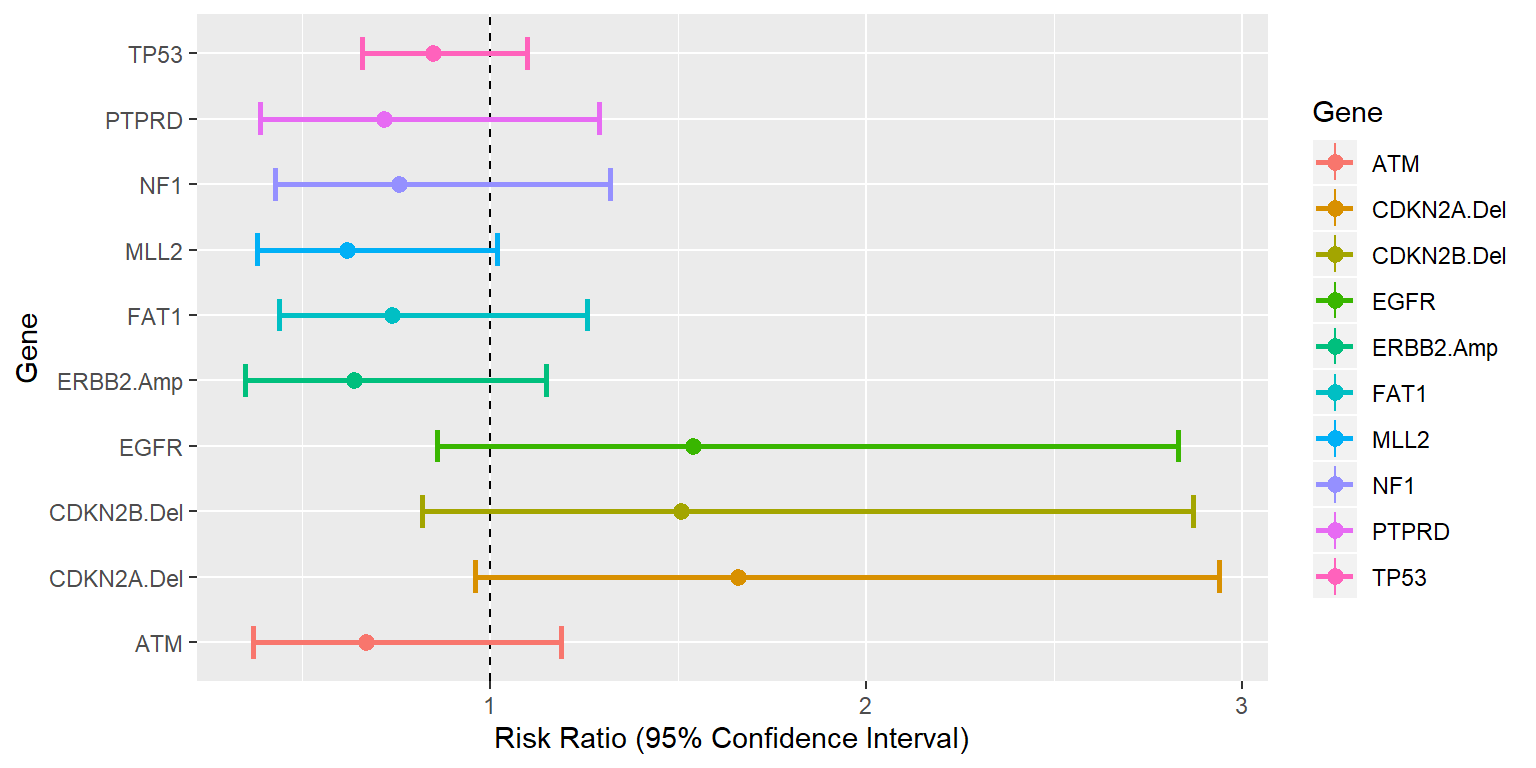 TP53
PTPRD
NF1
MLL2
FAT1
ERBB2.Amp
EGFR
CDKN2B.Del
CDKN2A.Del
ATM
Gene
1
2
3
Risk Ratio (95% Confidence Interval)
Gene
ATM
CDKN2A.Del
CDKN2B.Del
EGFR
ERBB2.Amp
FAT1
MLL2
NF1
PTPRD
TP53